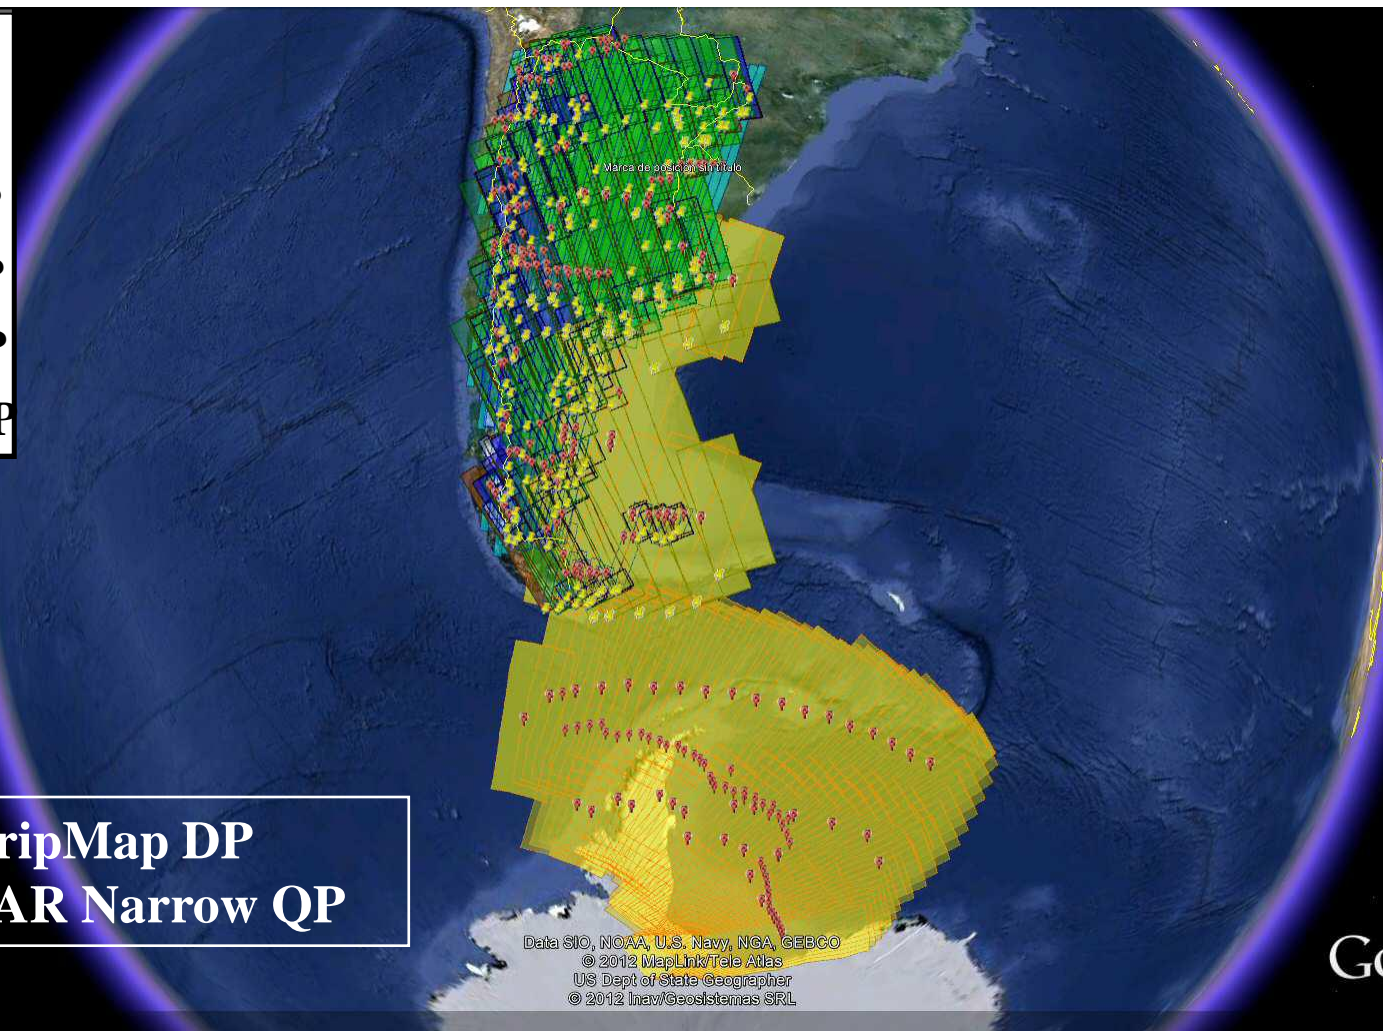 P
Marca de posición sin título
ripMap DP
AR Narrow QP
Data SIO, NOAA, U.S. Navy, NGA, GEBCO
© 2012 MapLink/Tele Atlas
US Dept of State Geographer
© 2012 Inav/Geosistemas SRL
Go